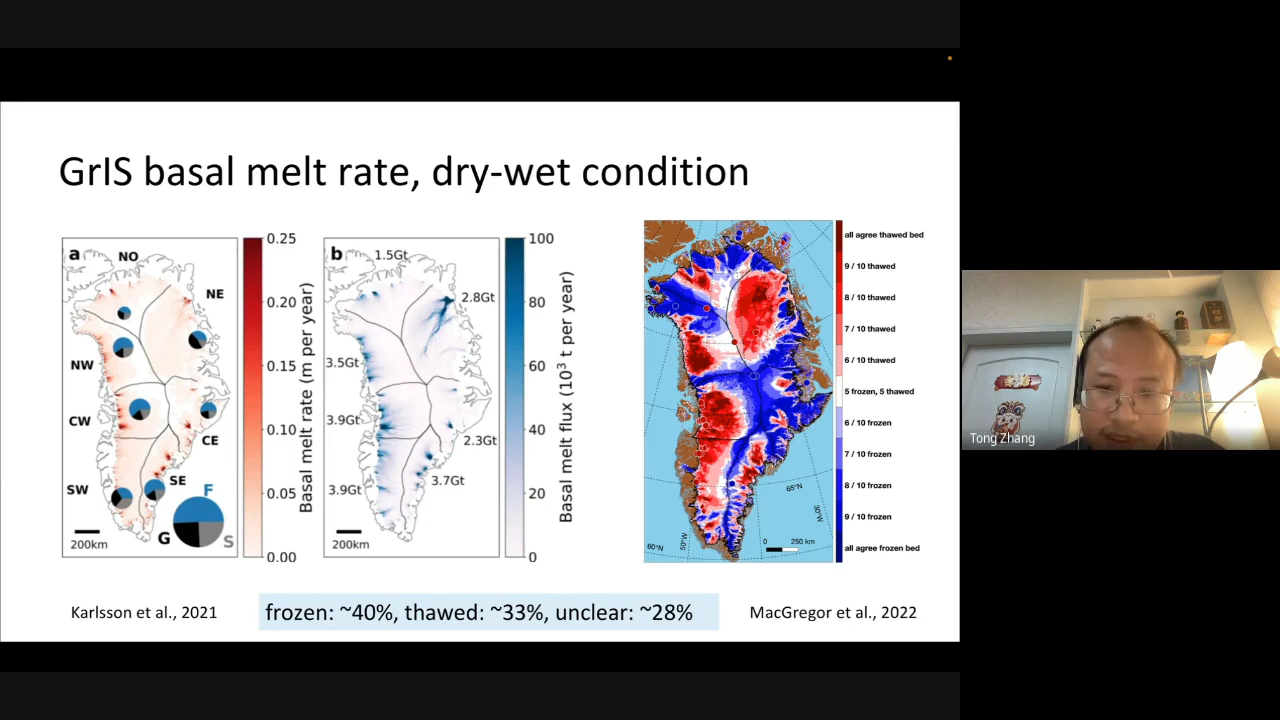 GrIS basal melt rate, dry-wet condition
a
NO
NE
NW
CW
CE
SW
SE
F
G
S
200km
0.25
0.20
0.15
0.10
0.05
0.00
Basal melt rate (m per year)
b
1.5Gt
2.8Gt
3.5Gt
3.9Gt
2.3Gt
3.7Gt
3.9Gt
200km
100
80
60
40
20
0
Basal melt flux (10³ t per year)
65°N
60°N
50°W
30°W
0 250 km
all agree thawed bed
9 / 10 thawed
8 / 10 thawed
7 / 10 thawed
6 / 10 thawed
5 frozen, 5 thawed
6 / 10 frozen
7 / 10 frozen
8 / 10 frozen
9 / 10 frozen
all agree frozen bed
Karlsson et al., 2021
frozen: ~40%, thawed: ~33%, unclear: ~28%
MacGregor et al., 2022
Tong Zhang